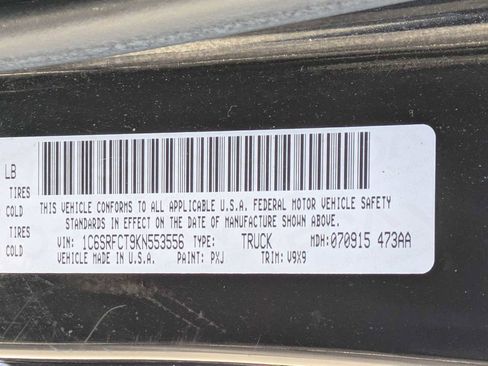 LB
TIRES
COLD
TIRES
COLD
THIS VEHICLE CONFORMS TO ALL APPLICABLE U.S.A. FEDERAL MOTOR VEHICLE SAFETY
STANDARDS IN EFFECT ON THE DATE OF MANUFACTURE SHOWN ABOVE.
VIN: 1C6SRFCT9KN553556 TYPE: TRUCK MDH:070915 473AA
VEHICLE MADE IN U.S.A. PAINT: PXJ TRIM: V9X9